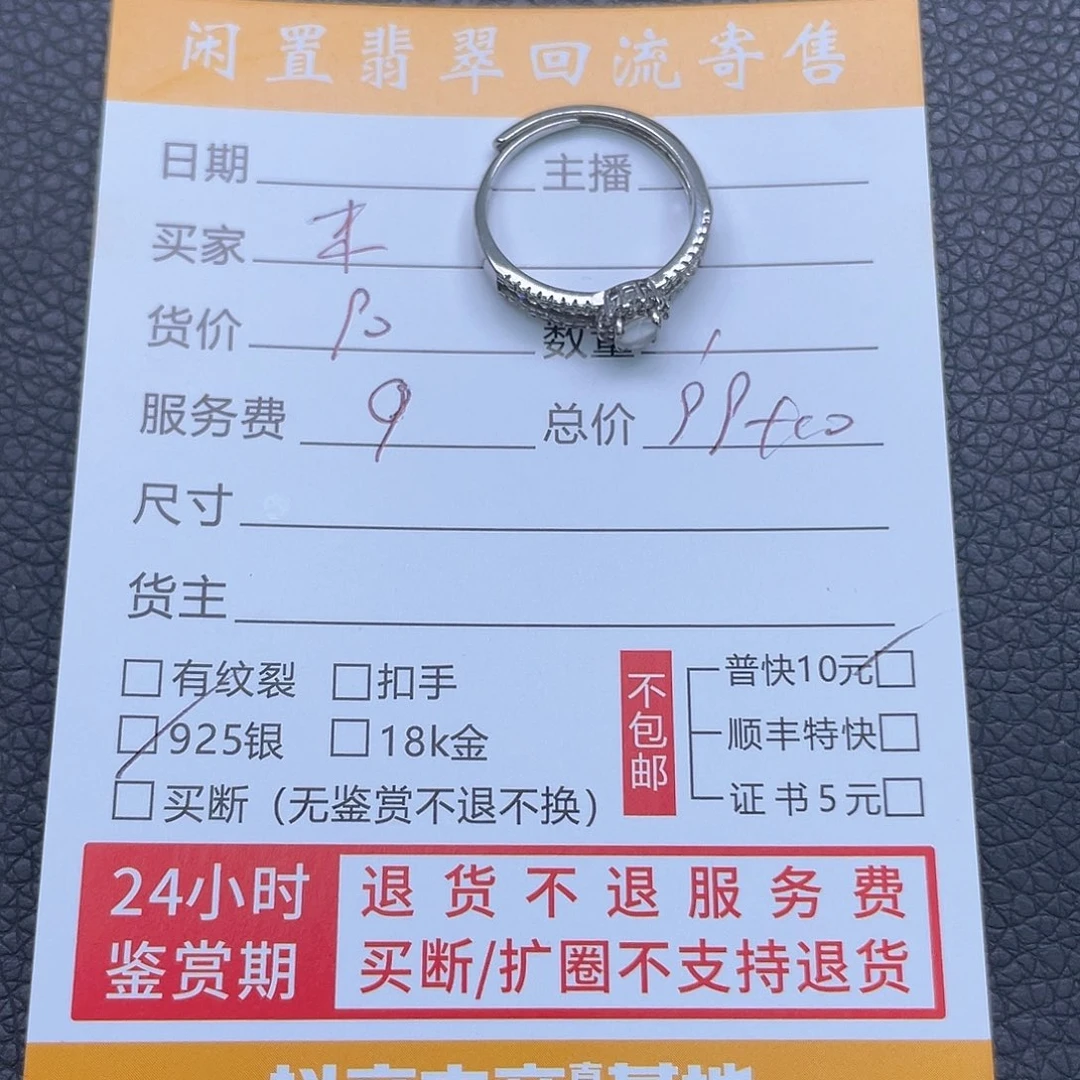 闲置翡翠回流寄售
日期 主播
买家
货价 90 数量 1
服务费 9 总价 99+
尺寸
货主
有纹裂 扣手
925银 18k金
买断（无鉴赏不退不换）
不包邮
普快10元
顺丰特快
证书5元
24小时
鉴赏期
退货不退服务费
买断/扩圈不支持退货